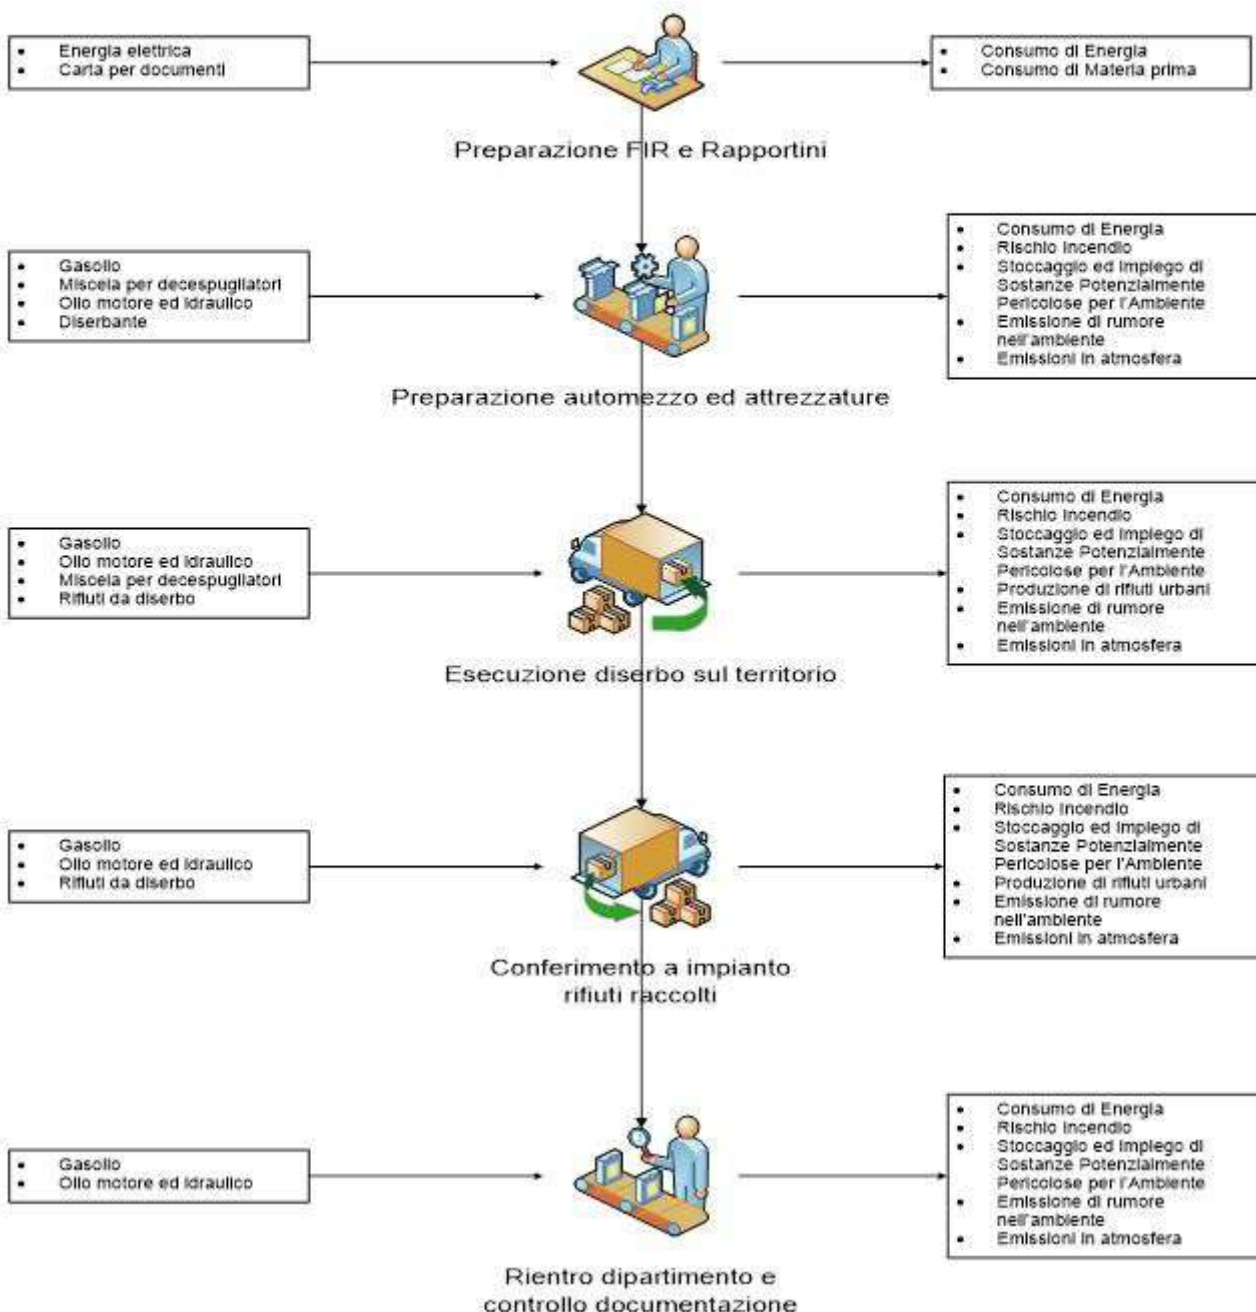 • Energia elettrica
• Carta per documenti
• Consumo di Energia
• Consumo di Materia prima
Preparazione FIR e Rapportini
• Gasolio
• Miscela per decespugliatori
• Olio motore ed idraulico
• Diserbante
• Consumo di Energia
• Rischio Incendio
• Stoccaggio ed Impiego di
Sostanze Potenzialmente
Pericolose per l'Ambiente
• Emissione di rumore
nell'ambiente
• Emissioni in atmosfera
Preparazione automezzo ed attrezzature
• Gasolio
• Olio motore ed idraulico
• Miscela per decespugliatori
• Rifiuti da diserbo
• Consumo di Energia
• Rischio Incendio
• Stoccaggio ed Impiego di
Sostanze Potenzialmente
Pericolose per l'Ambiente
• Produzione di rifiuti urbani
• Emissione di rumore
nell'ambiente
• Emissioni in atmosfera
Esecuzione diserbo sul territorio
• Gasolio
• Olio motore ed idraulico
• Rifiuti da diserbo
• Consumo di Energia
• Rischio Incendio
• Stoccaggio ed Impiego di
Sostanze Potenzialmente
Pericolose per l'Ambiente
• Produzione di rifiuti urbani
• Emissione di rumore
nell'ambiente
• Emissioni in atmosfera
Conferimento a impianto
rifiuti raccolti
• Gasolio
• Olio motore ed idraulico
• Consumo di Energia
• Rischio Incendio
• Stoccaggio ed Impiego di
Sostanze Potenzialmente
Pericolose per l'Ambiente
• Emissione di rumore
nell'ambiente
• Emissioni in atmosfera
Rientro dipartimento e
controllo documentazione